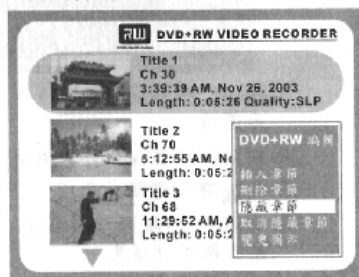 RW DVD+RW VIDEO RECORDER
Title 1
Ch 30
3:39:39 AM, Nov 26, 2003
Length: 0:05:26 Quality:SLP
Title 2
Ch 70
5:12:55 AM, No
Length: 0:05:2
Title 3
Ch 68
11:29:52 AM, A
Length: 0:05:2
DVD+RW 編輯
插入章節
刪除章節
隱藏章節
取消隱藏章節
變更圖示